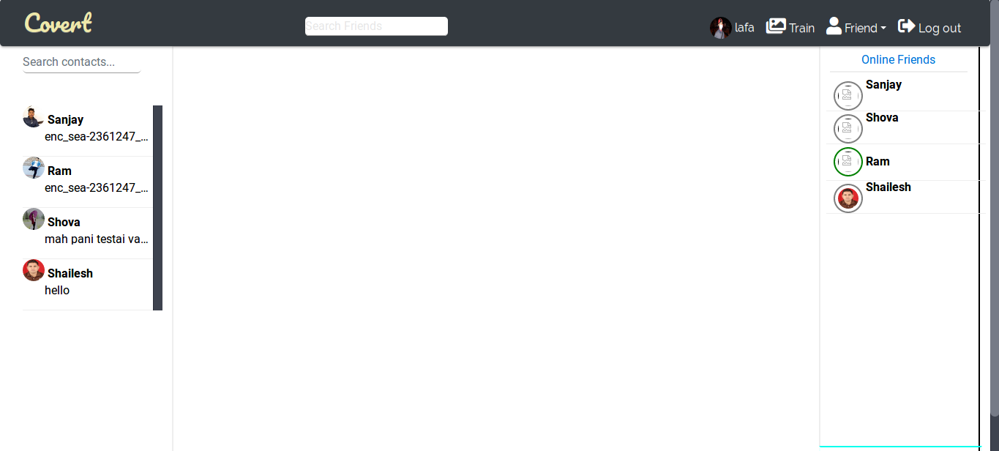 Covert
Search Friends
lafa
Train
Friend
Log out
Search contacts...
Sanjay
enc_sea-2361247_...
Ram
enc_sea-2361247_...
Shova
mah pani testai va...
Shailesh
hello
Online Friends
Sanjay
Shova
Ram
Shailesh